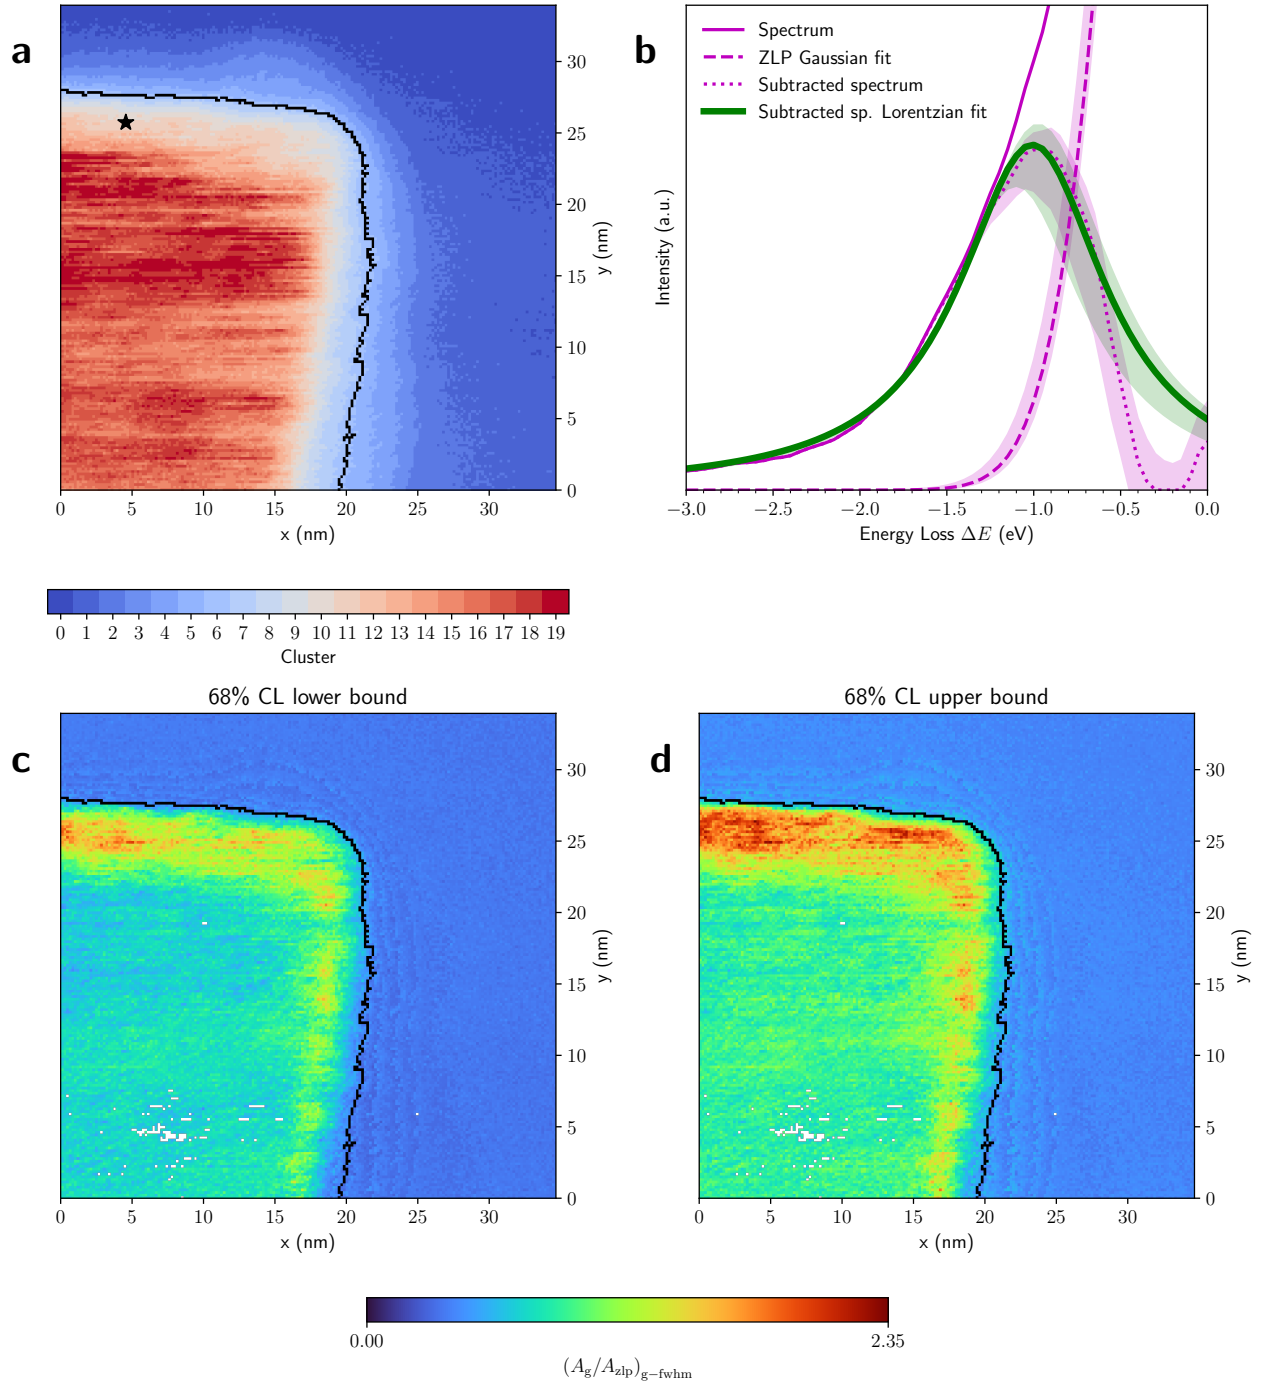 a
30
25
20
15
10
5
0
y (nm)
0 5 10 15 20 25 30
x (nm)
b
Spectrum
ZLP Gaussian fit
Subtracted spectrum
Subtracted sp. Lorentzian fit
Intensity (a.u.)
−3.0 −2.5 −2.0 −1.5 −1.0 −0.5 0.0
Energy Loss ΔE (eV)
0 1 2 3 4 5 6 7 8 9 10 11 12 13 14 15 16 17 18 19
Cluster
68% CL lower bound
c
30
25
20
15
10
5
0
y (nm)
0 5 10 15 20 25 30
x (nm)
68% CL upper bound
d
30
25
20
15
10
5
0
y (nm)
0 5 10 15 20 25 30
x (nm)
0.00 2.35
(A_g/A_zlp)_g−fwhm